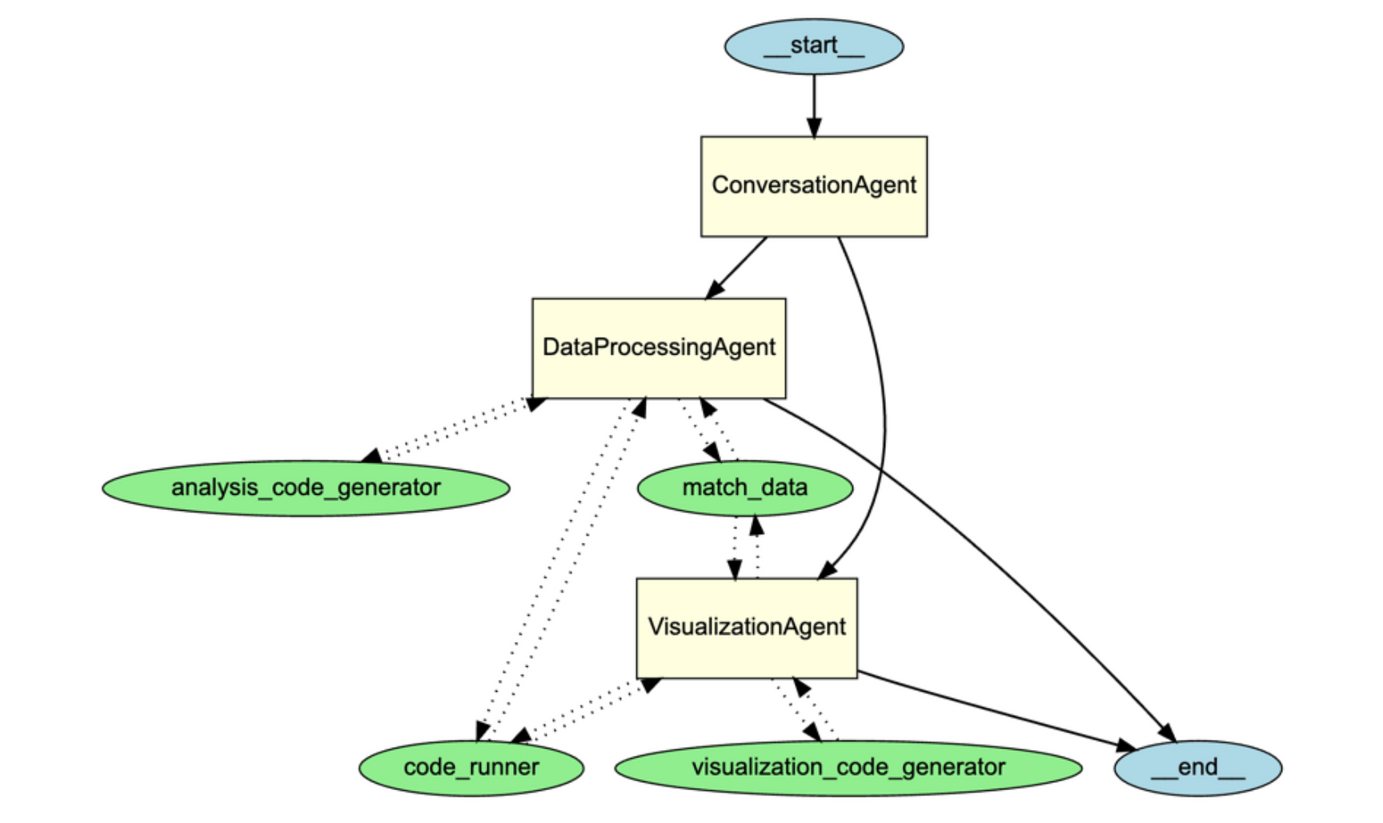 __start__
ConversationAgent
DataProcessingAgent
analysis_code_generator
match_data
VisualizationAgent
code_runner
visualization_code_generator
__end__